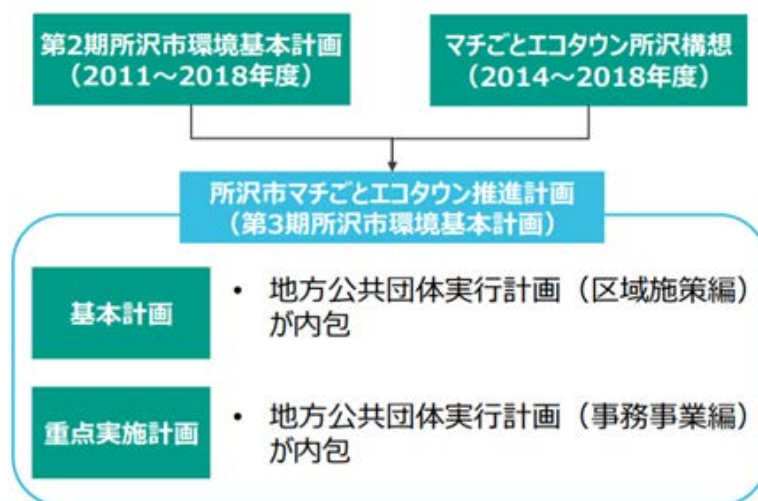 第2期所沢市環境基本計画
（2011～2018年度）
マチごとエコタウン所沢構想
（2014～2018年度）
所沢市マチごとエコタウン推進計画
（第3期所沢市環境基本計画）
基本計画
• 地方公共団体実行計画（区域施策編）
が内包
重点実施計画
• 地方公共団体実行計画（事務事業編）
が内包